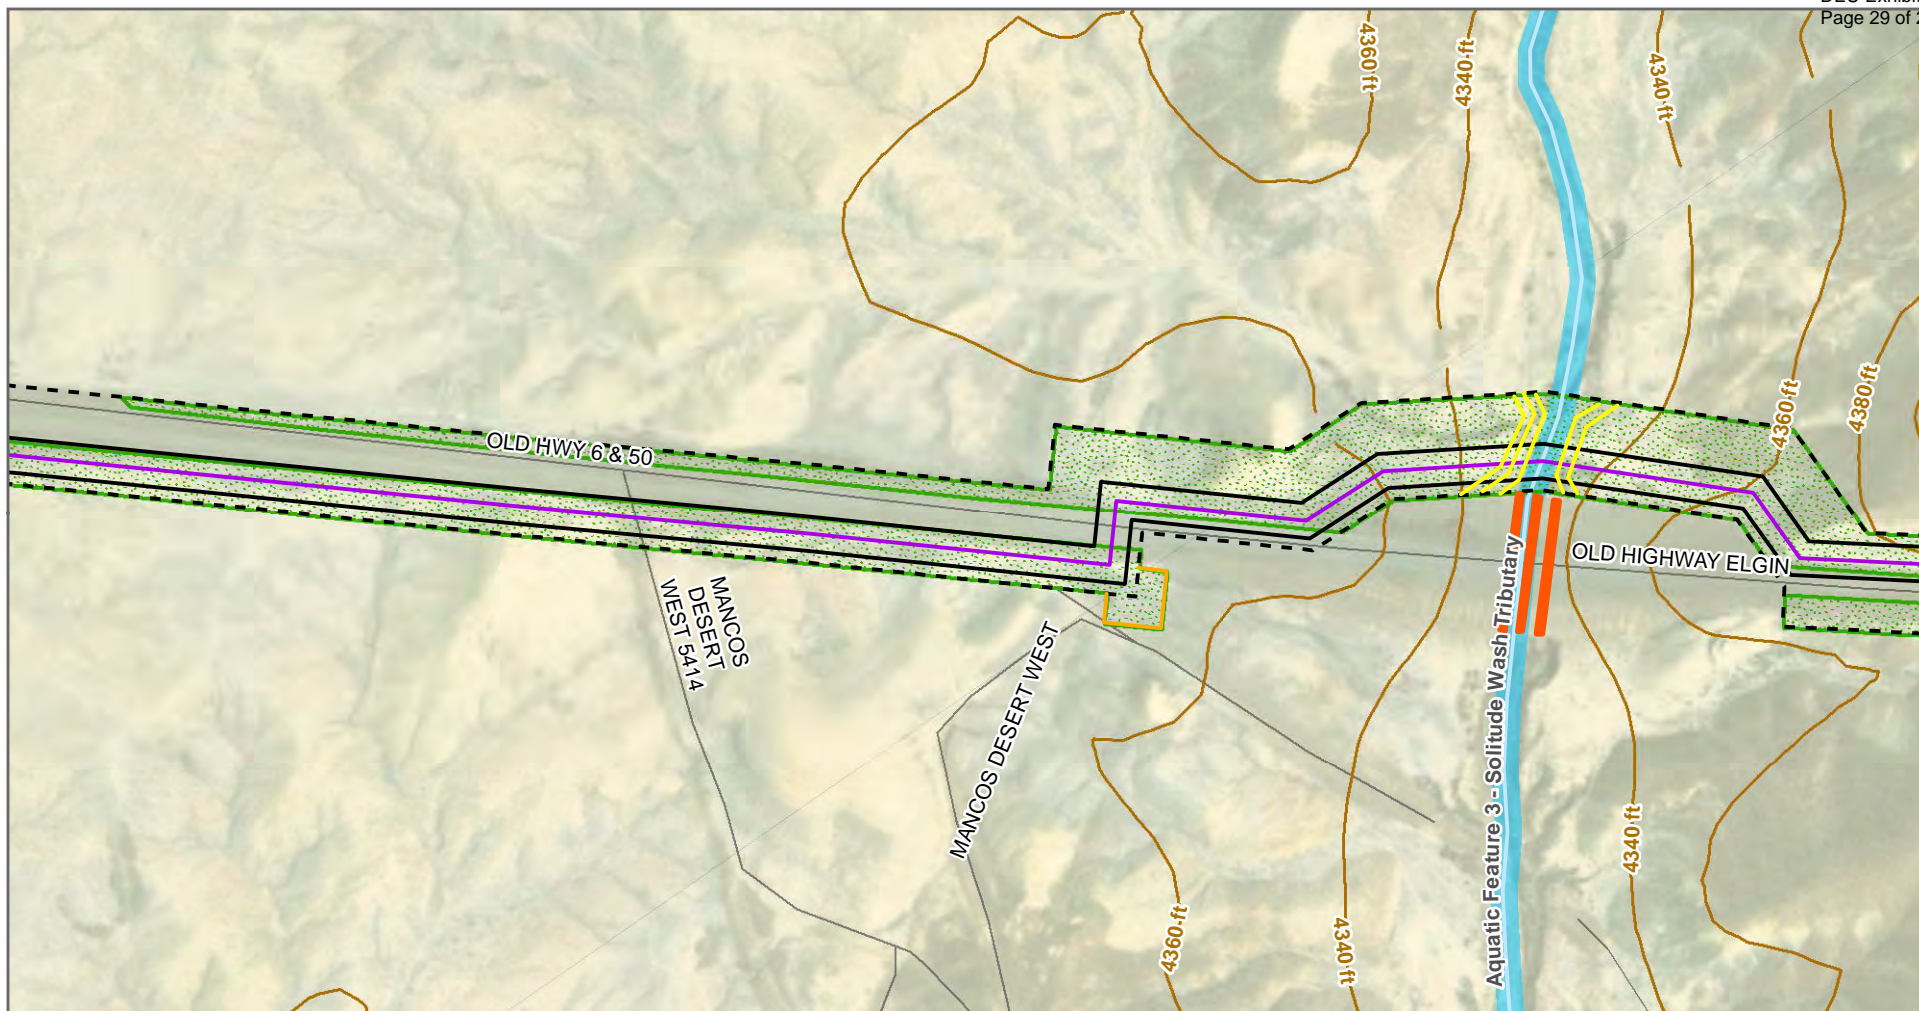 Page 29 of 2
4360 ft
4340 ft
4340 ft
4360 ft
4380 ft
OLD HWY 6 & 50
OLD HIGHWAY ELGIN
MANCOS
DESERT
WEST 5414
MANCOS DESERT WEST
Aquatic Feature 3 - Solitude Wash Tributary
4340 ft
4360 ft
4340 ft